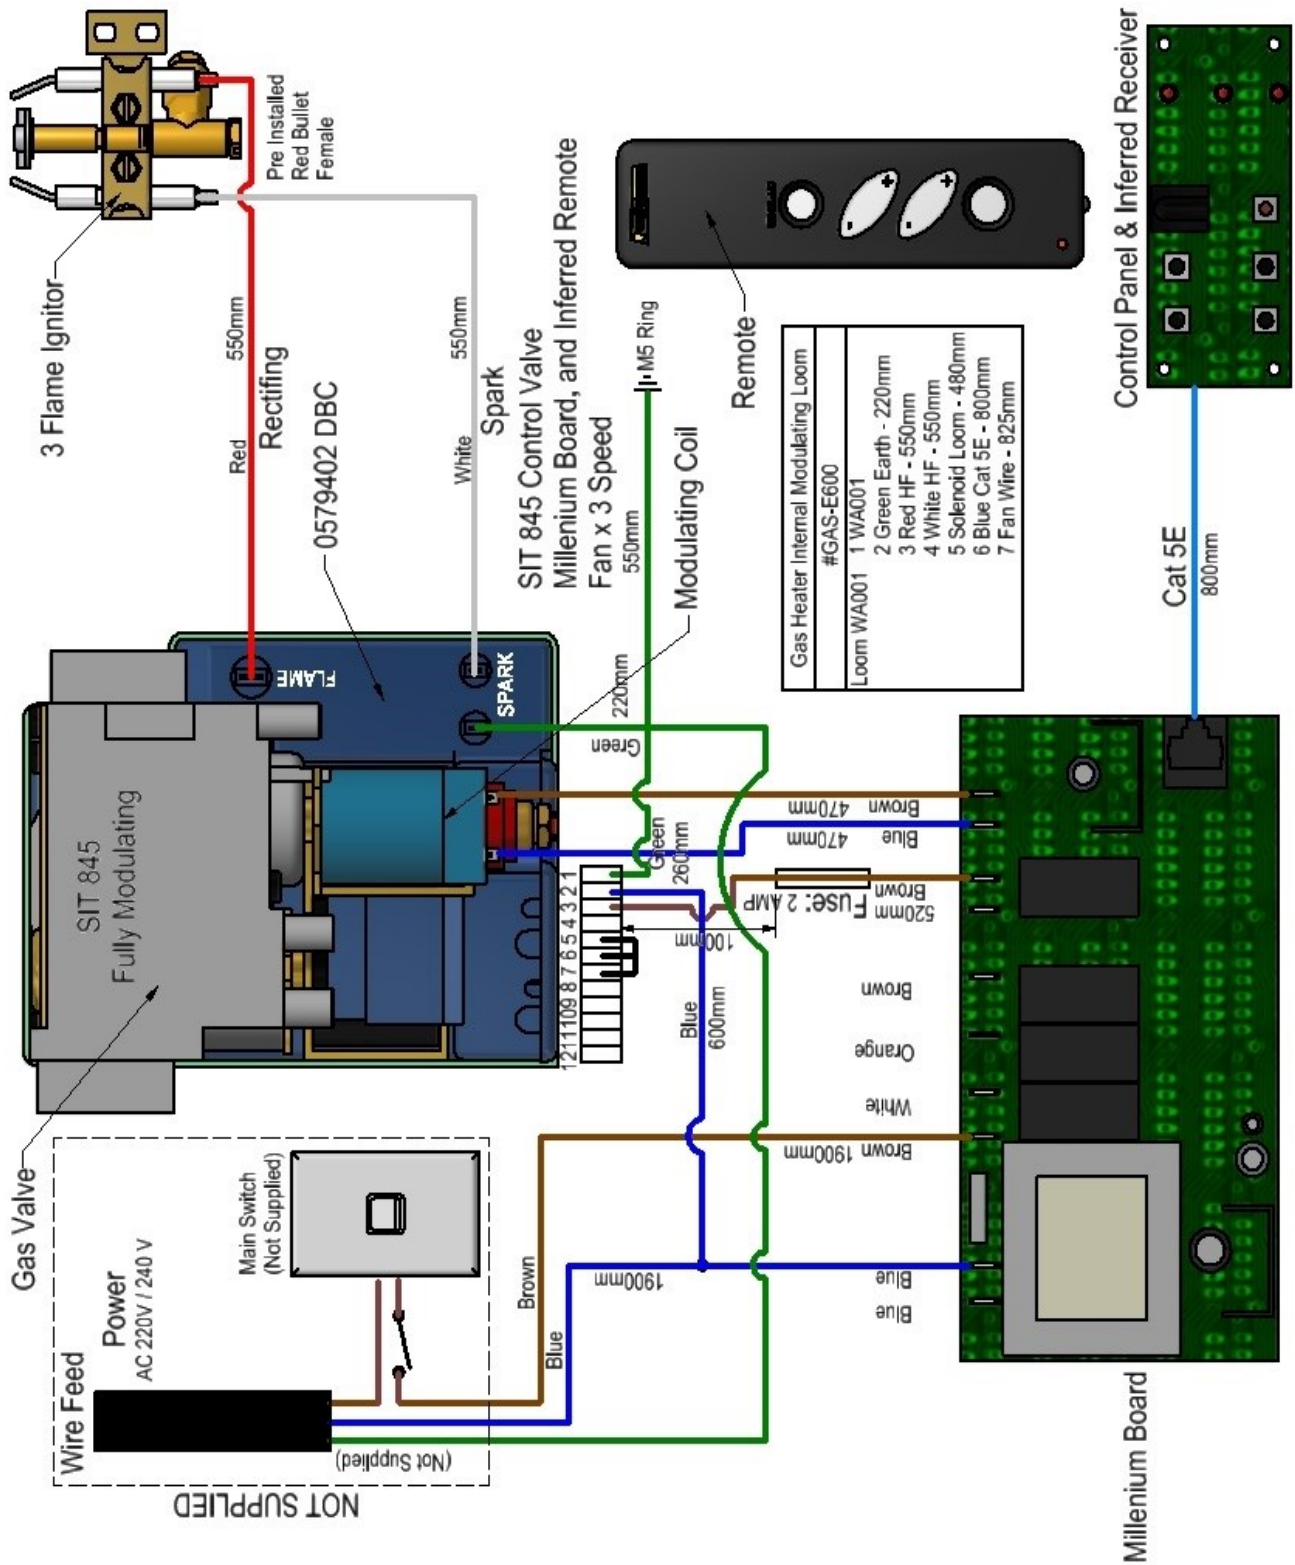 3 Flame Ignitor
Pre Installed
Red Bullet
Female
Red
550mm
Rectifing
White
550mm
Spark
0579402 DBC
SIT 845 Control Valve
Millenium Board, and Inferred Remote
Fan x 3 Speed
Modulating Coil
SIT 845
Fully Modulating
FLAME
SPARK
Gas Valve
Green
220mm
550mm
M5 Ring
Remote
Gas Heater Internal Modulating Loom
#GAS-E600
Loom WA001 1 WA001
2 Green Earth - 220mm
3 Red HF - 550mm
4 White HF - 550mm
5 Solenoid Loom - 480mm
6 Blue Cat 5E - 800mm
7 Fan Wire - 825mm
Control Panel & Inferred Receiver
Cat 5E
800mm
1211109 8 7 6 5 4 3 2 1
Green
260mm
100mm
Fuse: 2 AMP
Blue
600mm
Brown 470mm
Blue 470mm
Brown
520mm
Brown
Orange
White
Brown 1900mm
1900mm
Blue
Blue
Millenium Board
NOT SUPPLIED
Wire Feed
Power
AC 220V / 240 V
(Not Supplied)
Main Switch
(Not Supplied)
Brown
Blue